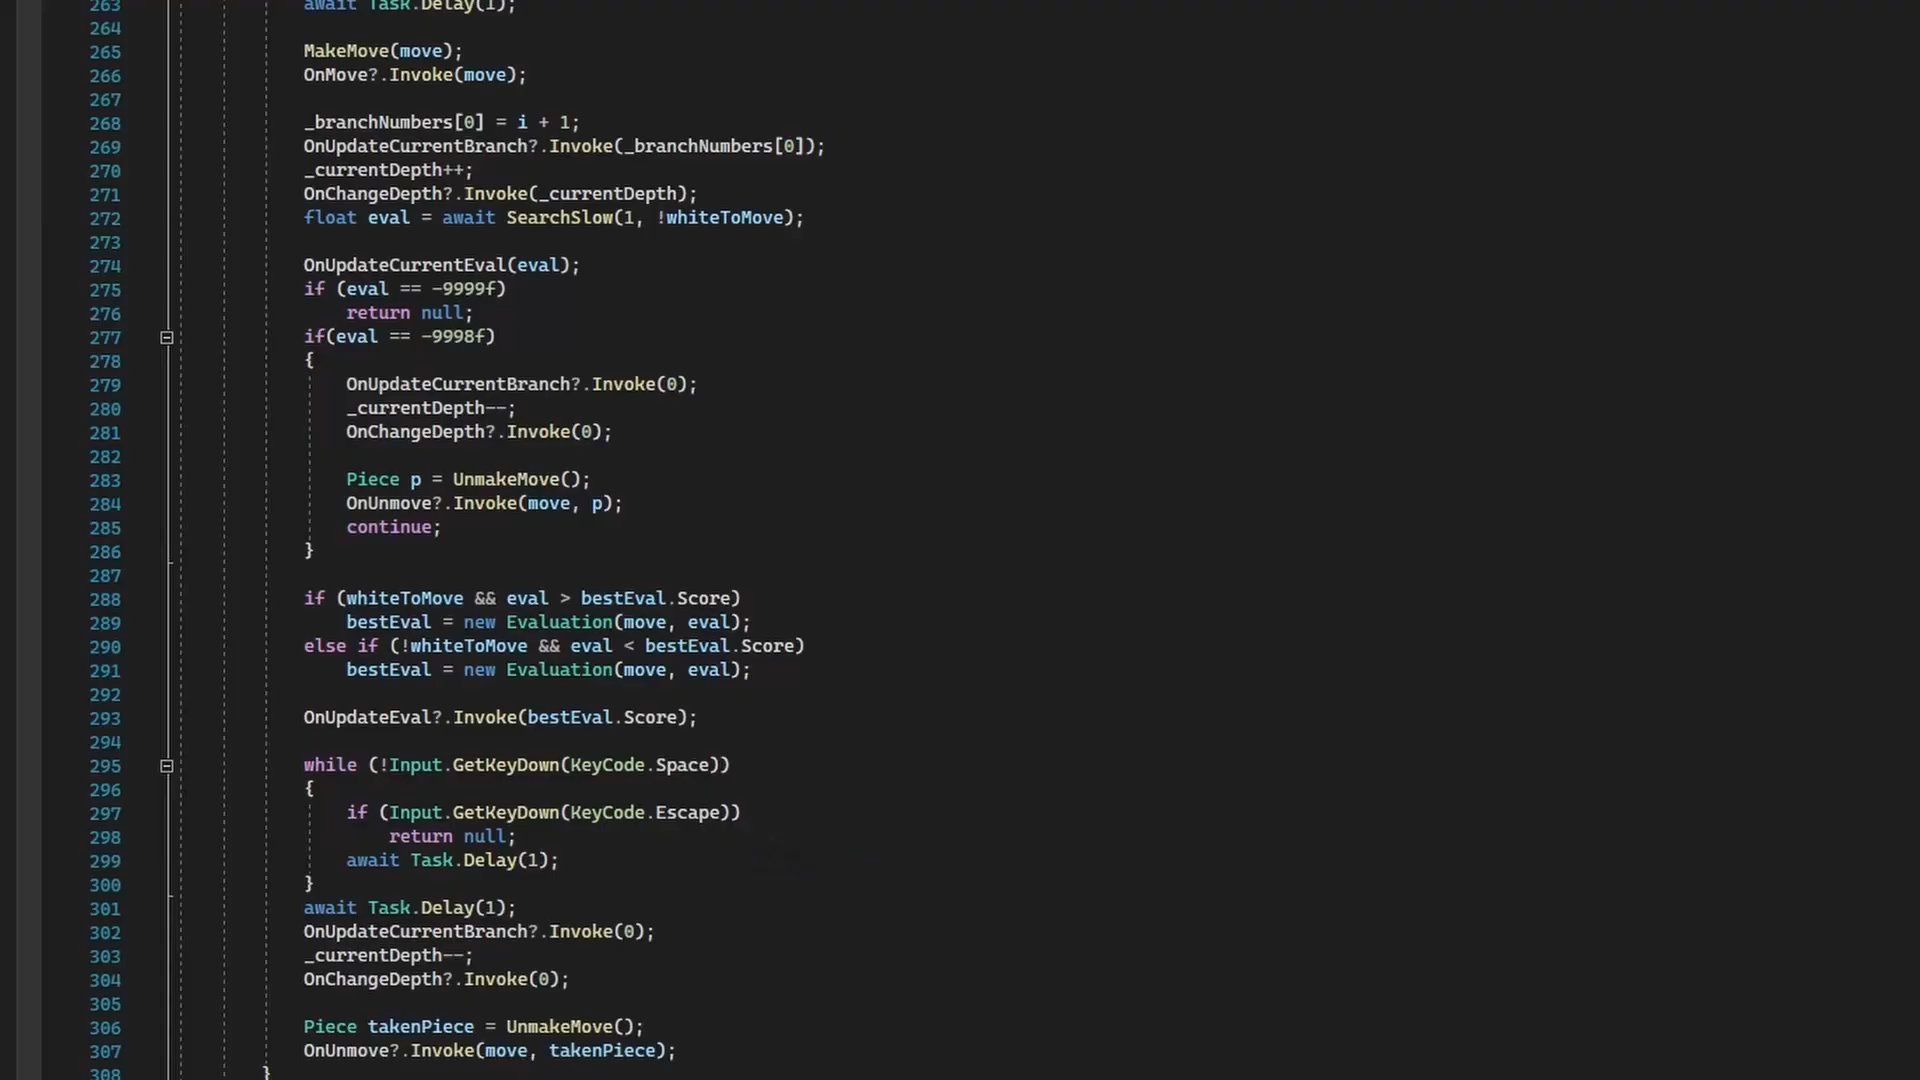 263 await Task.Delay(1);
264
265 MakeMove(move);
266 OnMove?.Invoke(move);
267
268 _branchNumbers[0] = i + 1;
269 OnUpdateCurrentBranch?.Invoke(_branchNumbers[0]);
270 _currentDepth++;
271 OnChangeDepth?.Invoke(_currentDepth);
272 float eval = await SearchSlow(1, !whiteToMove);
273
274 OnUpdateCurrentEval(eval);
275 if (eval == -9999f)
276 return null;
277 if(eval == -9998f)
278 {
279 OnUpdateCurrentBranch?.Invoke(0);
280 _currentDepth--;
281 OnChangeDepth?.Invoke(0);
282
283 Piece p = UnmakeMove();
284 OnUnmove?.Invoke(move, p);
285 continue;
286 }
287
288 if (whiteToMove && eval > bestEval.Score)
289 bestEval = new Evaluation(move, eval);
290 else if (!whiteToMove && eval < bestEval.Score)
291 bestEval = new Evaluation(move, eval);
292
293 OnUpdateEval?.Invoke(bestEval.Score);
294
295 while (!Input.GetKeyDown(KeyCode.Space))
296 {
297 if (Input.GetKeyDown(KeyCode.Escape))
298 return null;
299 await Task.Delay(1);
300 }
301 await Task.Delay(1);
302 OnUpdateCurrentBranch?.Invoke(0);
303 _currentDepth--;
304 OnChangeDepth?.Invoke(0);
305
306 Piece takenPiece = UnmakeMove();
307 OnUnmove?.Invoke(move, takenPiece);
308 }